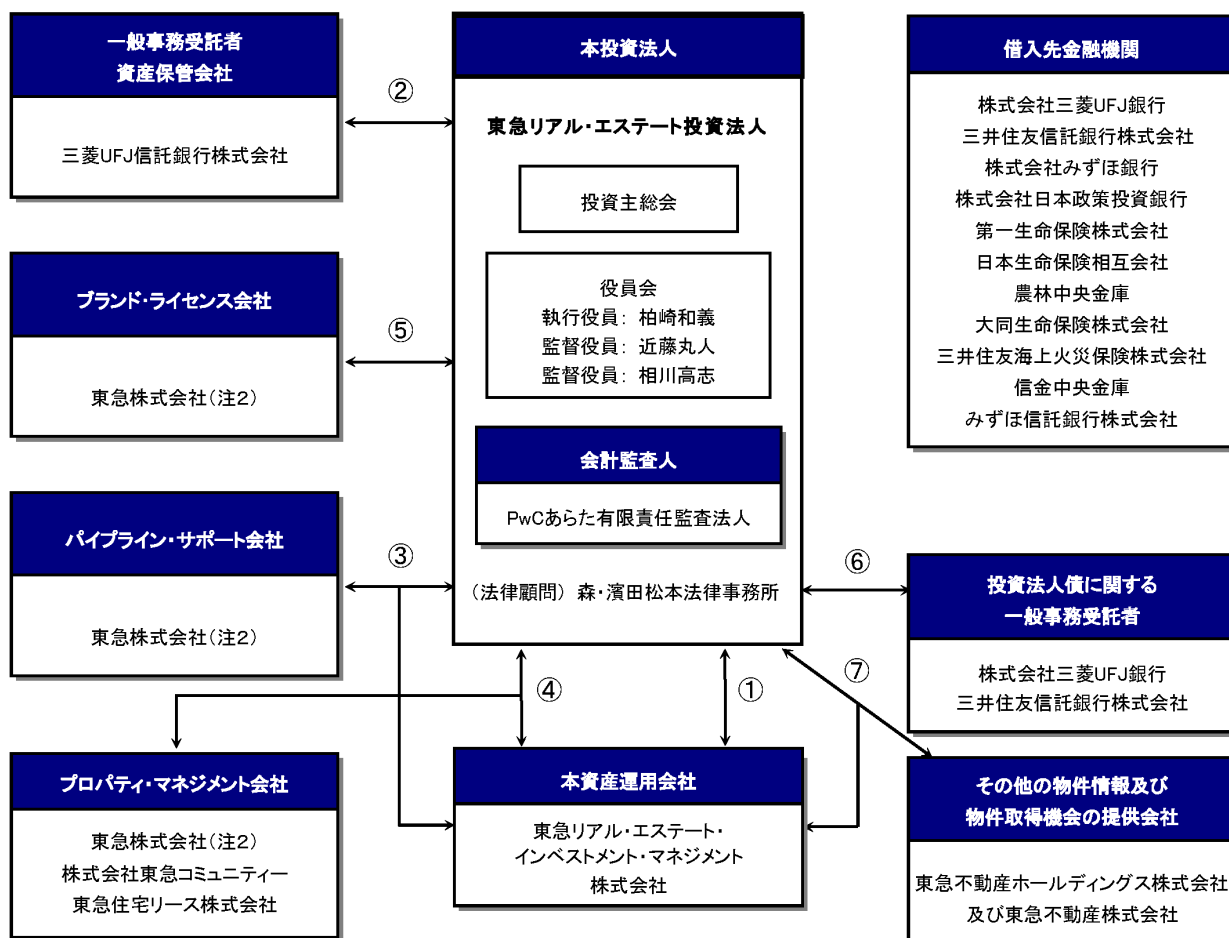 一般事務受託者
資産保管会社
三菱UFJ信託銀行株式会社
②
本投資法人
東急リアル・エステート投資法人
投資主総会
役員会
執行役員： 柏崎和義
監督役員： 近藤丸人
監督役員： 相川高志
会計監査人
PwCあらた有限責任監査法人
（法律顧問） 森・濱田松本法律事務所
借入先金融機関
株式会社三菱UFJ銀行
三井住友信託銀行株式会社
株式会社みずほ銀行
株式会社日本政策投資銀行
第一生命保険株式会社
日本生命保険相互会社
農林中央金庫
大同生命保険株式会社
三井住友海上火災保険株式会社
信金中央金庫
みずほ信託銀行株式会社
ブランド・ライセンス会社
東急株式会社（注2）
⑤
パイプライン・サポート会社
東急株式会社（注2）
③
⑥
投資法人債に関する
一般事務受託者
株式会社三菱UFJ銀行
三井住友信託銀行株式会社
④
①
⑦
プロパティ・マネジメント会社
東急株式会社（注2）
株式会社東急コミュニティー
東急住宅リース株式会社
本資産運用会社
東急リアル・エステート・
インベストメント・マネジメント
株式会社
その他の物件情報及び
物件取得機会の提供会社
東急不動産ホールディングス株式会社
及び東急不動産株式会社